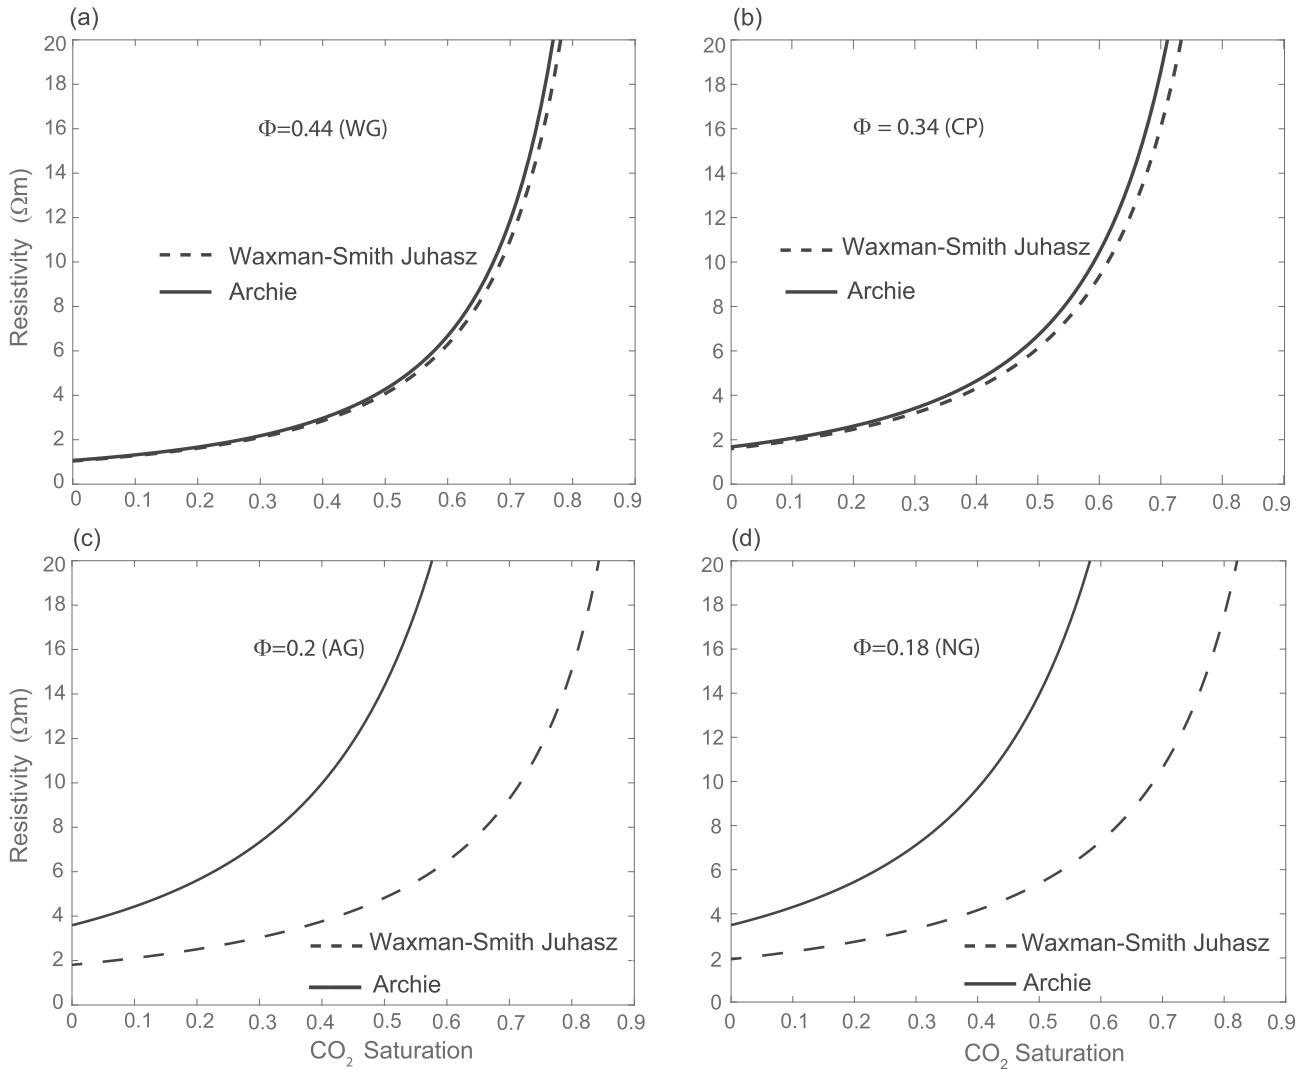 (a)
20
18
16
14
12
10
8
6
4
2
0
Resistivity (Ωm)
Φ=0.44 (WG)
Waxman-Smith Juhasz
Archie
0 0.1 0.2 0.3 0.4 0.5 0.6 0.7 0.8 0.9
(b)
20
18
16
14
12
10
8
6
4
2
0
Φ = 0.34 (CP)
Waxman-Smith Juhasz
Archie
0 0.1 0.2 0.3 0.4 0.5 0.6 0.7 0.8 0.9
(c)
20
18
16
14
12
10
8
6
4
2
0
Resistivity (Ωm)
Φ=0.2 (AG)
Waxman-Smith Juhasz
Archie
0 0.1 0.2 0.3 0.4 0.5 0.6 0.7 0.8 0.9
CO2 Saturation
(d)
20
18
16
14
12
10
8
6
4
2
0
Φ=0.18 (NG)
Waxman-Smith Juhasz
Archie
0 0.1 0.2 0.3 0.4 0.5 0.6 0.7 0.8 0.9
CO2 Saturation